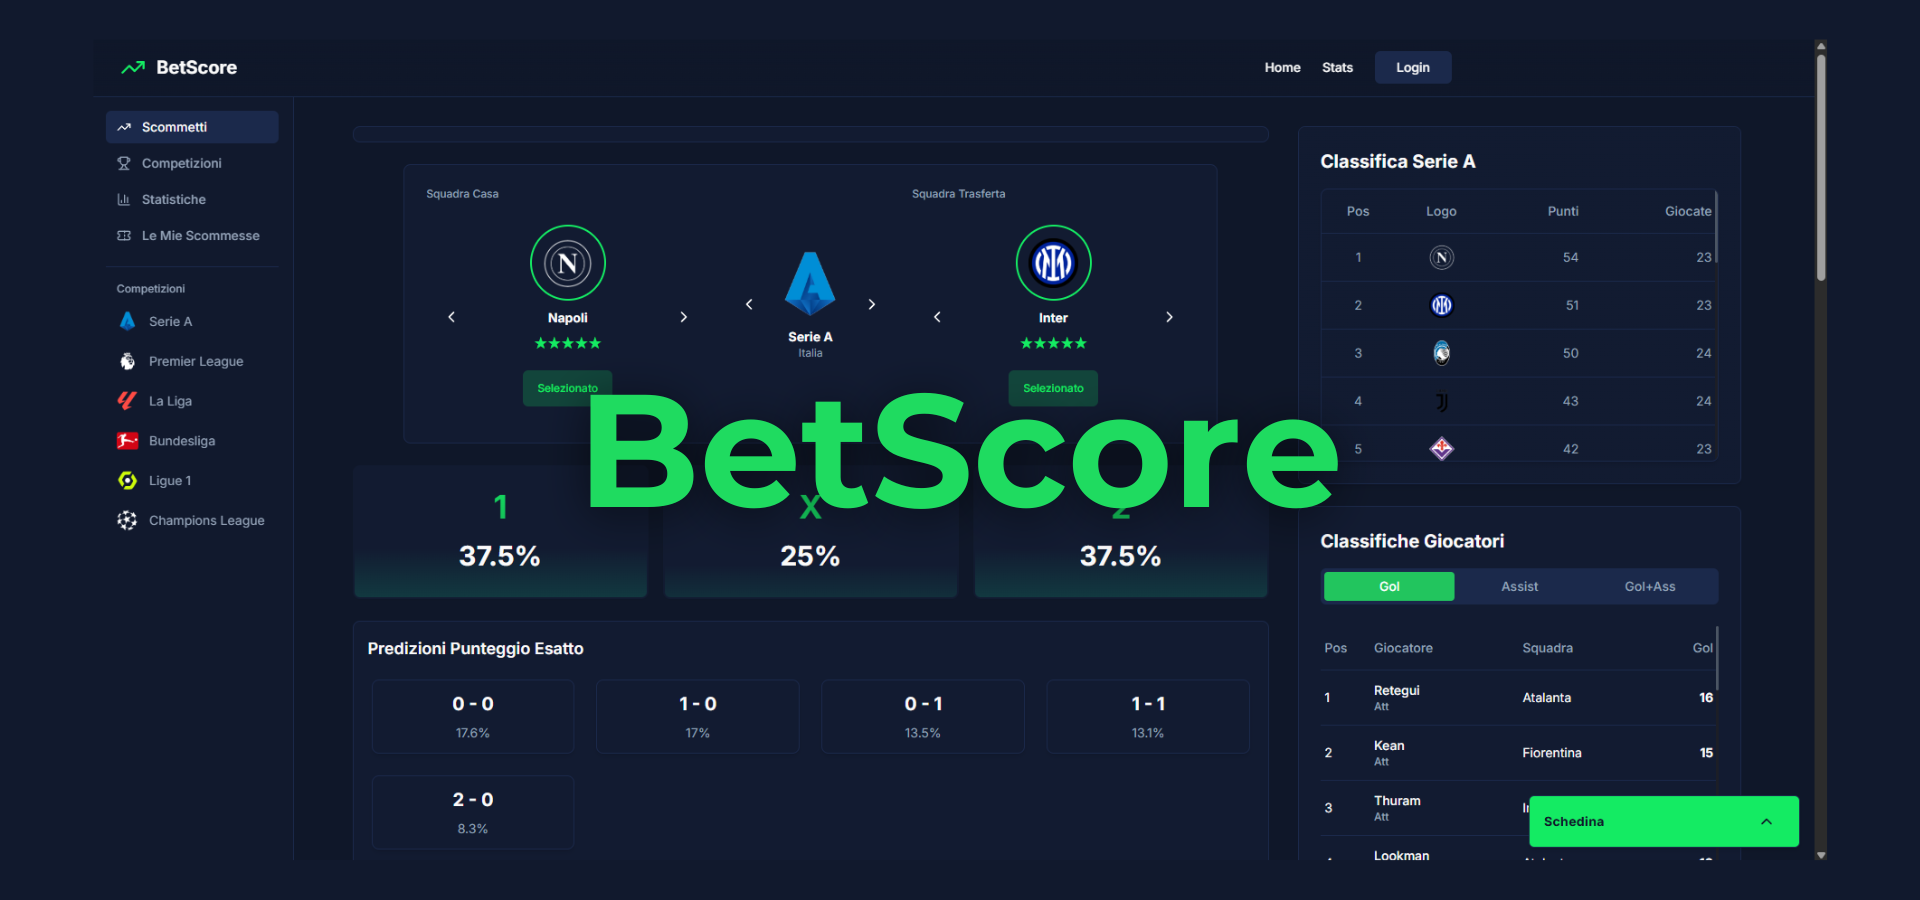 BetScore
Home
Stats
Login
Scommetti
Competizioni
Statistiche
Le Mie Scommesse
Competizioni
Serie A
Premier League
La Liga
Bundesliga
Ligue 1
Champions League
Squadra Casa
Squadra Trasferta
N
Napoli
★★★★★
Selezionato
Serie A
Italia
Inter
★★★★★
Selezionato
BetScore
1
37.5%
X
25%
2
37.5%
Predizioni Punteggio Esatto
0 - 0
17.6%
1 - 0
17%
0 - 1
13.5%
1 - 1
13.1%
2 - 0
8.3%
Classifica Serie A
Pos Logo Punti Giocate
1 N 54 23
2 51 23
3 50 24
4 43 24
5 42 23
Classifiche Giocatori
Gol Assist Gol+Ass
Pos Giocatore Squadra Gol
1 Retegui Atalanta 16
Att
2 Kean Fiorentina 15
Att
3 Thuram
Att
Lookman
Schedina